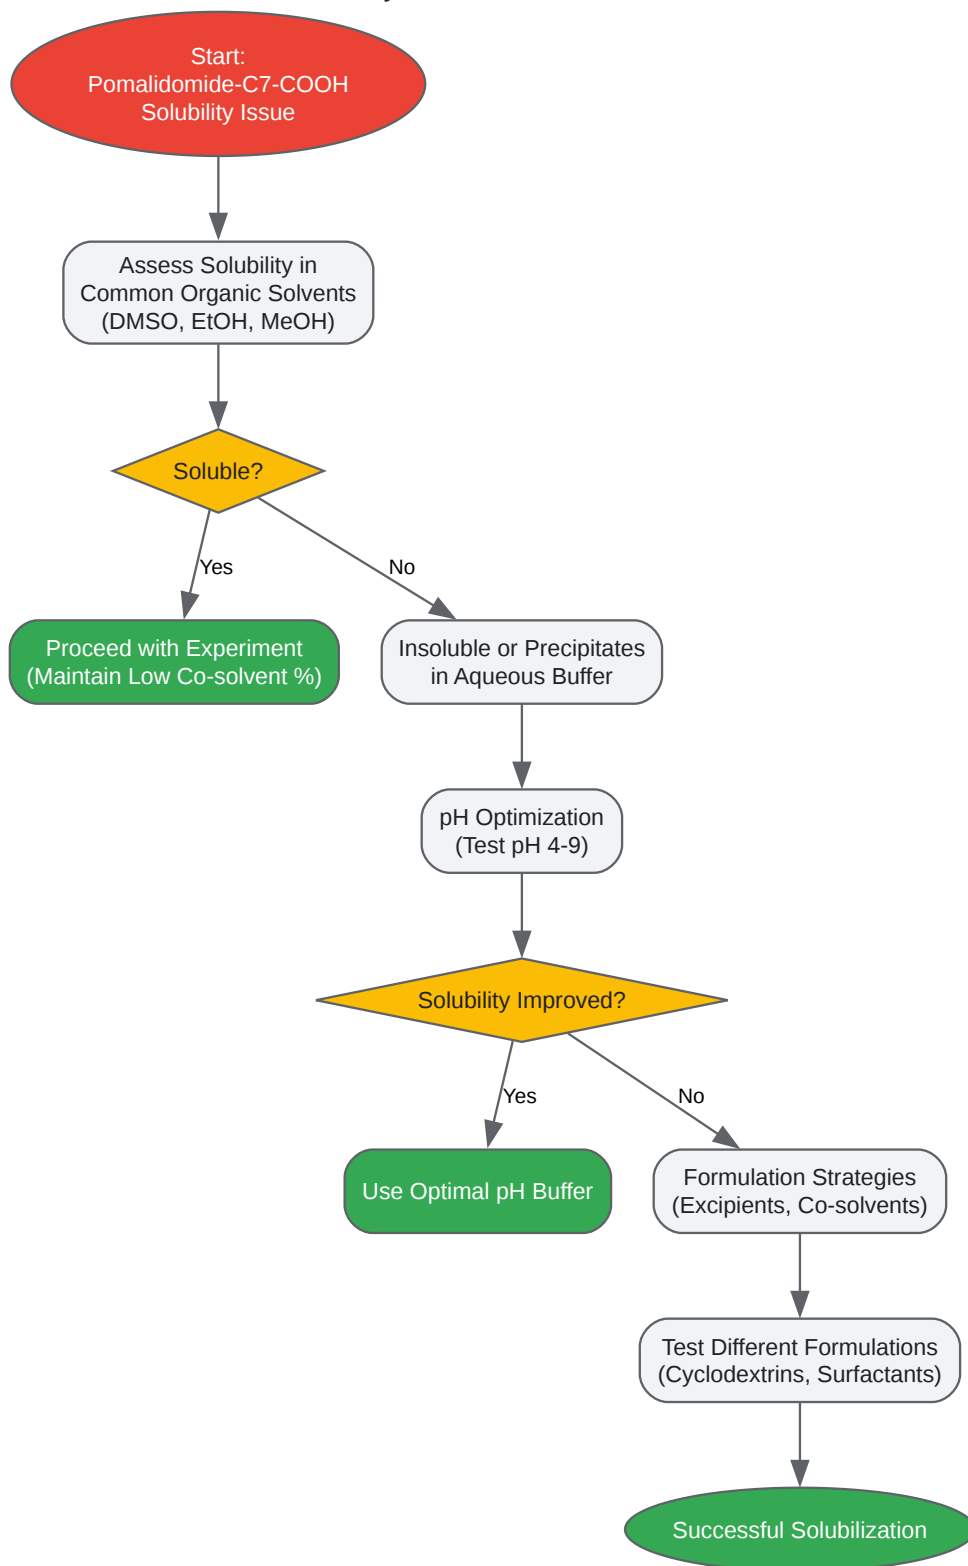 Start:
Pomalidomide-C7-COOH
Solubility Issue
Assess Solubility in
Common Organic Solvents
(DMSO, EtOH, MeOH)
Soluble?
Yes
No
Proceed with Experiment
(Maintain Low Co-solvent %)
Insoluble or Precipitates
in Aqueous Buffer
pH Optimization
(Test pH 4-9)
Solubility Improved?
Yes
No
Use Optimal pH Buffer
Formulation Strategies
(Excipients, Co-solvents)
Test Different Formulations
(Cyclodextrins, Surfactants)
Successful Solubilization